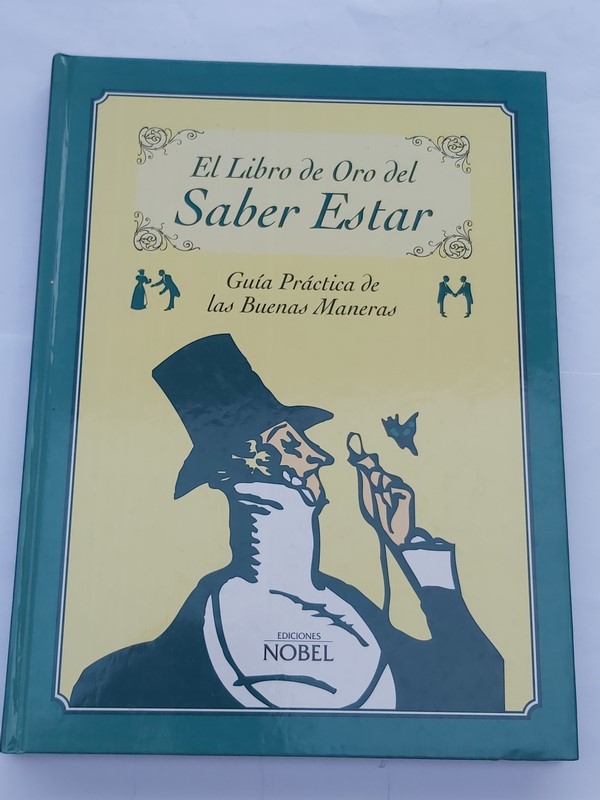 El Libro de Oro del
Saber Estar
Guía Práctica de
las Buenas Maneras
EDICIONES
NOBEL